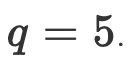 q = 5.